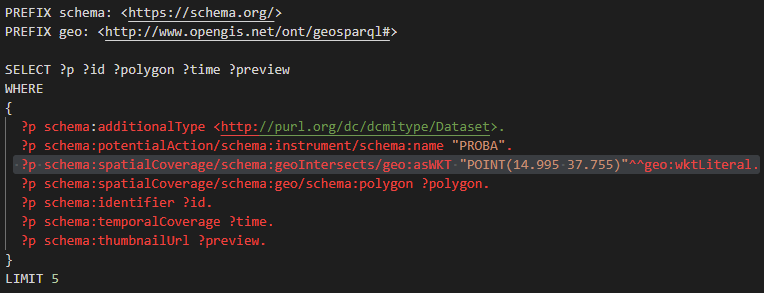 PREFIX schema: <https://schema.org/>
PREFIX geo: <http://www.opengis.net/ont/geosparql#>
SELECT ?p ?id ?polygon ?time ?preview
WHERE
{
?p schema:additionalType <http://purl.org/dc/dcmitype/Dataset>.
?p schema:potentialAction/schema:instrument/schema:name "PROBA".
?p schema:spatialCoverage/schema:geoIntersects/geo:asWKT "POINT(14.995 37.755)"^^geo:wktLiteral.
?p schema:spatialCoverage/schema:geo/schema:polygon ?polygon.
?p schema:identifier ?id.
?p schema:temporalCoverage ?time.
?p schema:thumbnailUrl ?preview.
}
LIMIT 5